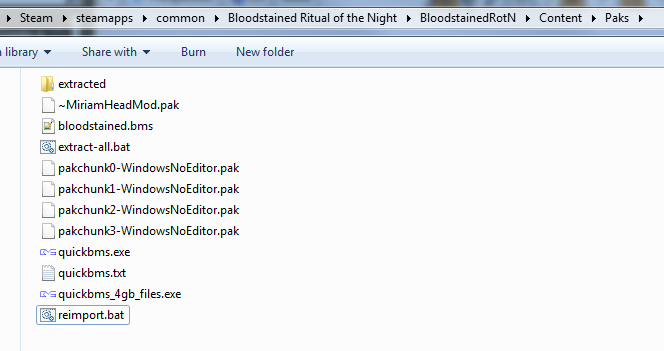 Steam ▸ steamapps ▸ common ▸ Bloodstained Ritual of the Night ▸ BloodstainedRotN ▸ Content ▸ Paks ▸
library ▾ Share with ▾ Burn New folder
extracted
~MiriamHeadMod.pak
bloodstained.bms
extract-all.bat
pakchunk0-WindowsNoEditor.pak
pakchunk1-WindowsNoEditor.pak
pakchunk2-WindowsNoEditor.pak
pakchunk3-WindowsNoEditor.pak
quickbms.exe
quickbms.txt
quickbms_4gb_files.exe
reimport.bat